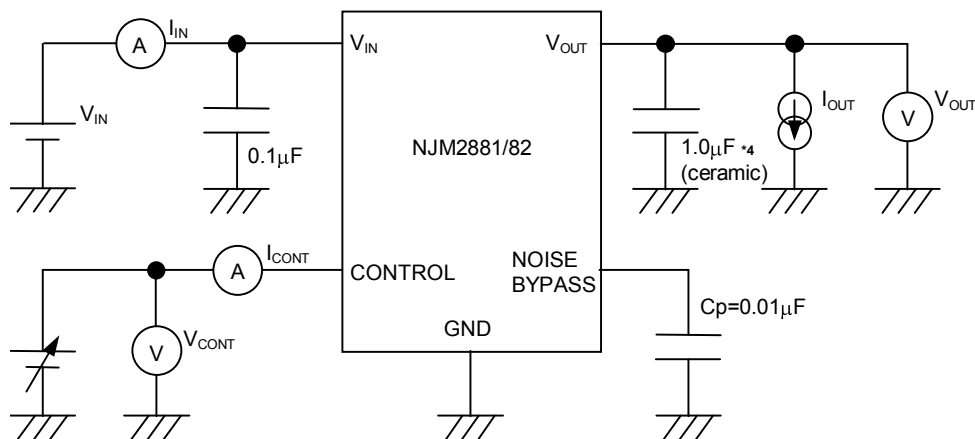 I_IN
A
V_IN
V_OUT
V_IN
0.1μF
NJM2881/82
1.0μF *4
(ceramic)
I_OUT
V_OUT
V
I_CONT
A
CONTROL
NOISE
BYPASS
Cp=0.01μF
V_CONT
V
GND